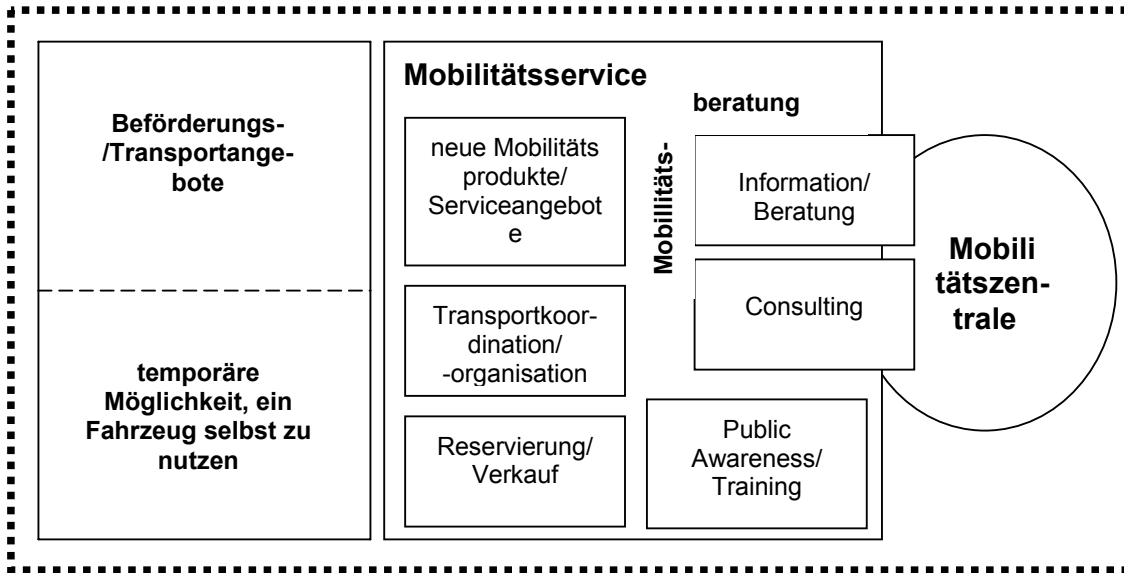 Beförderungs-
/Transportange-
bote
temporäre
Möglichkeit, ein
Fahrzeug selbst zu
nutzen
Mobilitätsservice
neue Mobilitäts
produkte/
Serviceangebot
e
Transportkoor-
dination/
-organisation
Reservierung/
Verkauf
Mobillitäts-
beratung
Information/
Beratung
Consulting
Public
Awareness/
Training
Mobili
tätszen-
trale